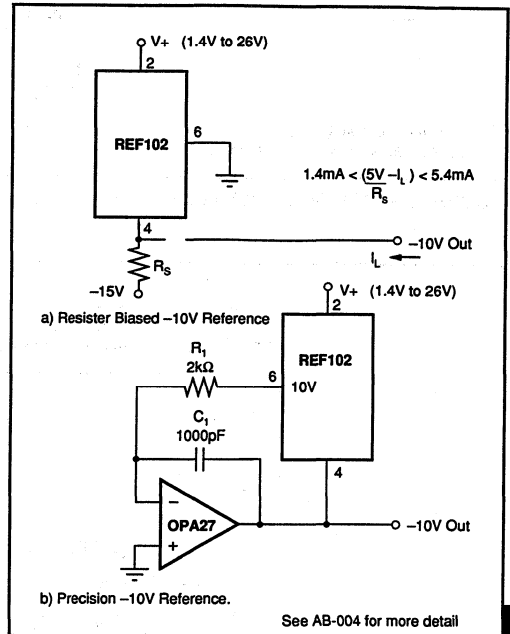 V+ (1.4V to 26V)
2
REF102
6
4
1.4mA < (5V –I_L) < 5.4mA
R_S
R_S
–15V
–10V Out
I_L
a) Resister Biased –10V Reference
V+ (1.4V to 26V)
2
REF102
R₁
2kΩ
6
10V
C₁
1000pF
4
–
OPA27
+
–10V Out
b) Precision –10V Reference.
See AB-004 for more detail